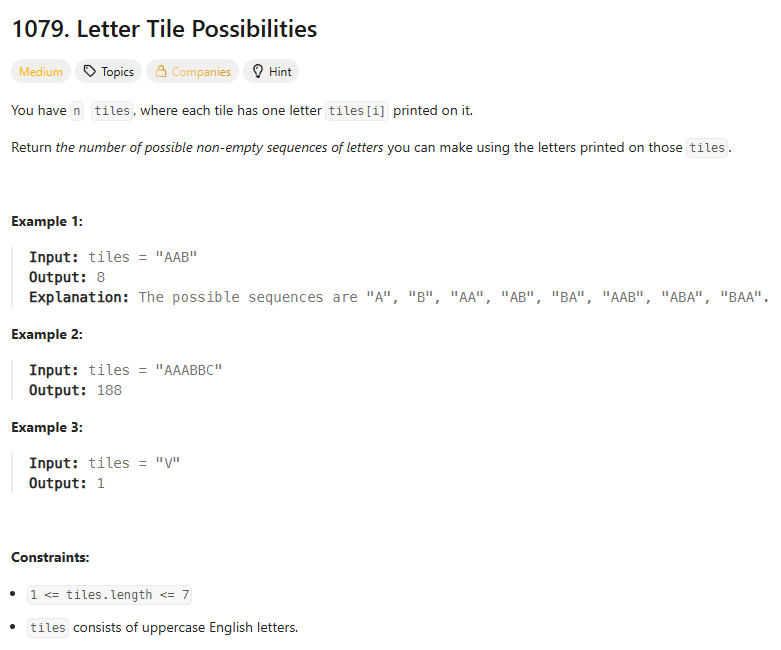 1079. Letter Tile Possibilities
Medium Topics Companies Hint
You have n tiles, where each tile has one letter tiles[i] printed on it.
Return the number of possible non-empty sequences of letters you can make using the letters printed on those tiles.
Example 1:
Input: tiles = "AAB"
Output: 8
Explanation: The possible sequences are "A", "B", "AA", "AB", "BA", "AAB", "ABA", "BAA".
Example 2:
Input: tiles = "AAABBC"
Output: 188
Example 3:
Input: tiles = "V"
Output: 1
Constraints:
• 1 <= tiles.length <= 7
• tiles consists of uppercase English letters.